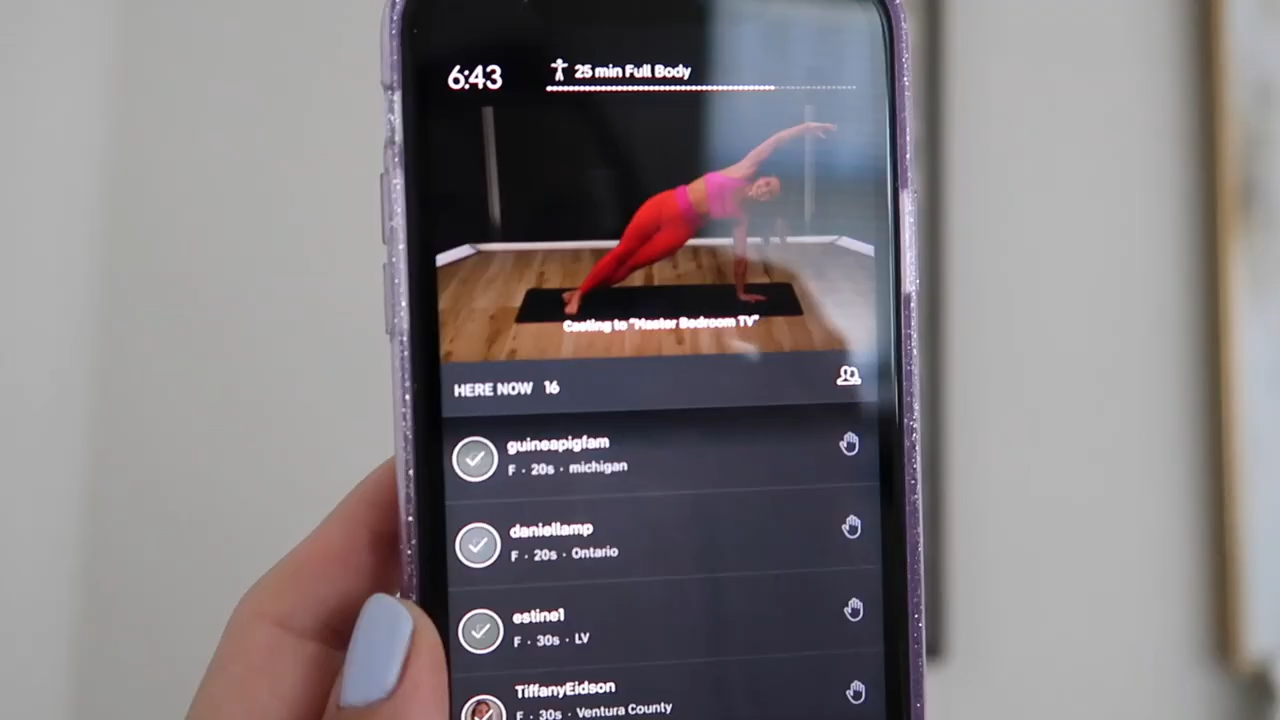 6:43
25 min Full Body
Casting to "Master Bedroom TV"
HERE NOW 16
guineapigfam
F · 20s · michigan
daniellamp
F · 20s · Ontario
estine1
F · 30s · LV
TiffanyEidson
F · 30s · Ventura County